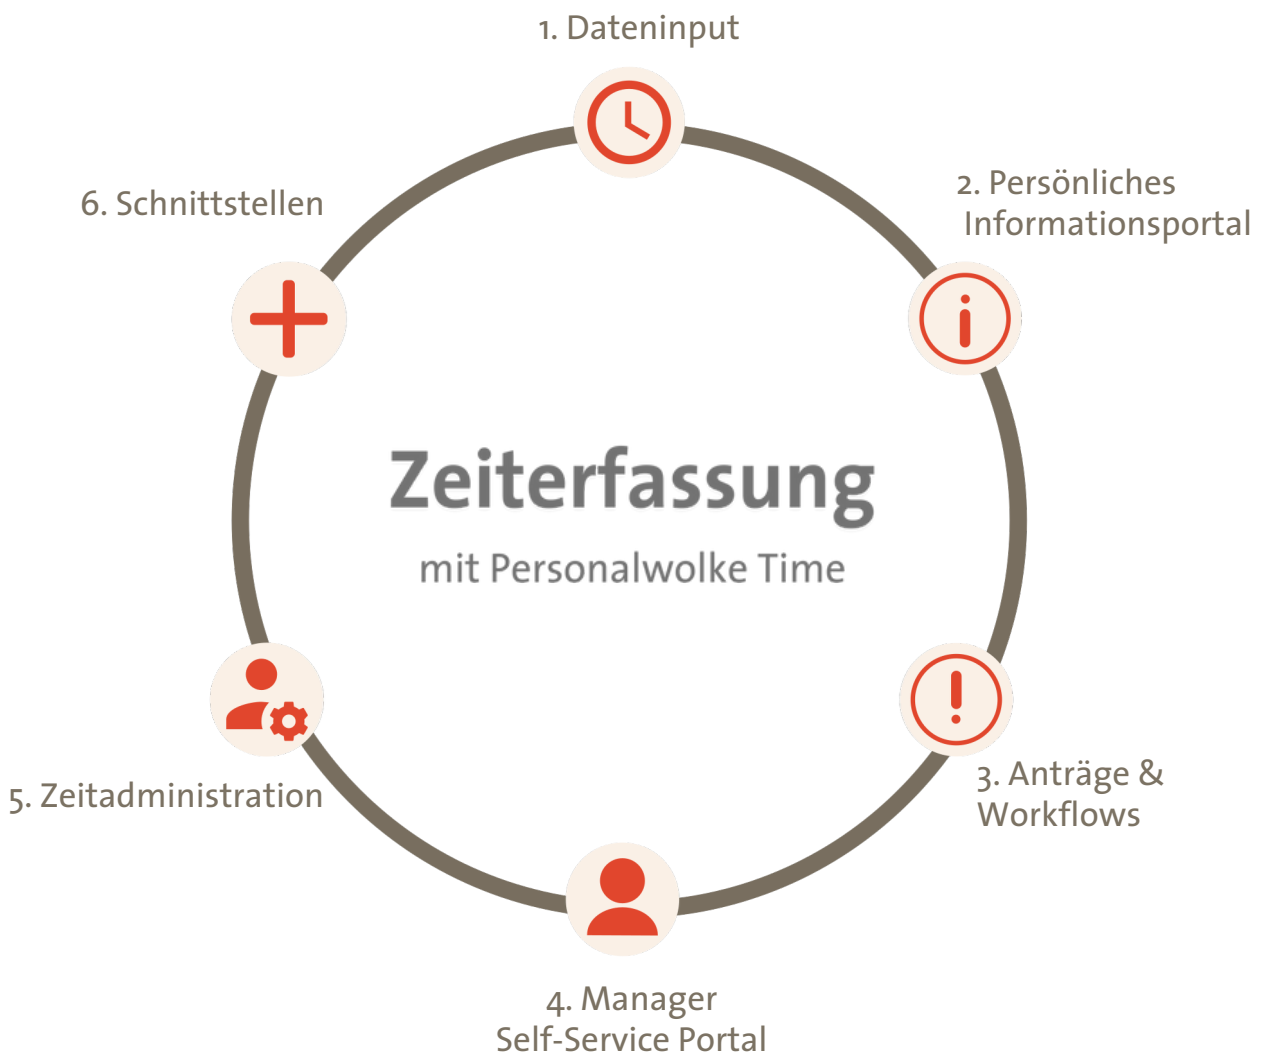 1. Dateninput
2. Persönliches
Informationsportal
3. Anträge &
Workflows
4. Manager
Self-Service Portal
5. Zeitadministration
6. Schnittstellen
Zeiterfassung
mit Personalwolke Time